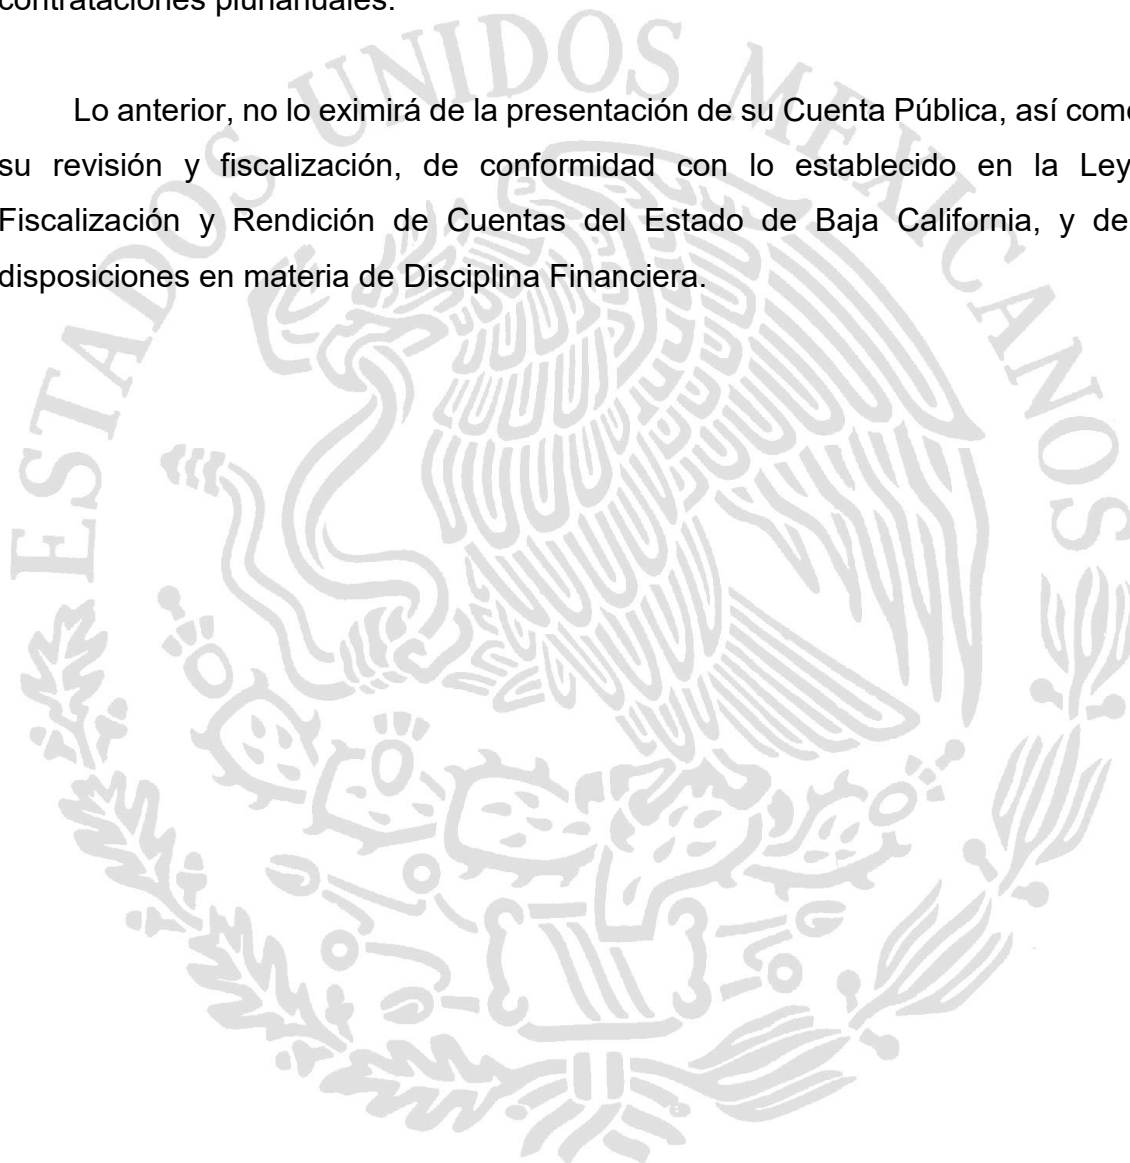 contrataciones plurianuales.
Lo anterior, no lo eximirá de la presentación de su Cuenta Pública, así como
su revisión y fiscalización, de conformidad con lo establecido en la Ley
Fiscalización y Rendición de Cuentas del Estado de Baja California, y de
disposiciones en materia de Disciplina Financiera.
ESTADOS UNIDOS MEXICANOS